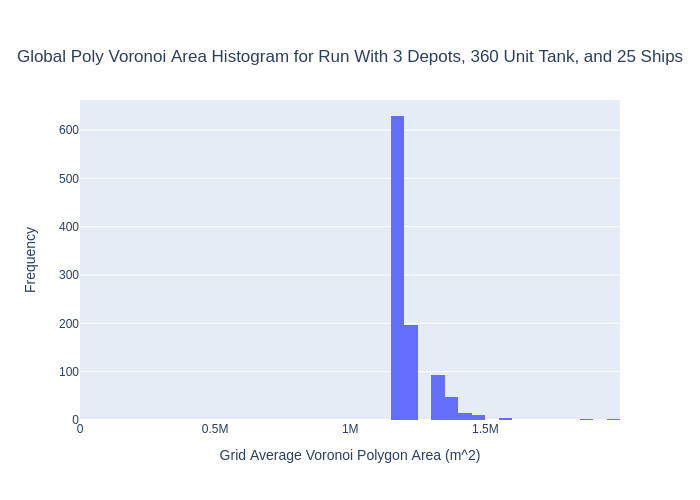 Global Poly Voronoi Area Histogram for Run With 3 Depots, 360 Unit Tank, and 25 Ships
600
500
400
300
200
100
0
Frequency
0
0.5M
1M
1.5M
Grid Average Voronoi Polygon Area (m^2)